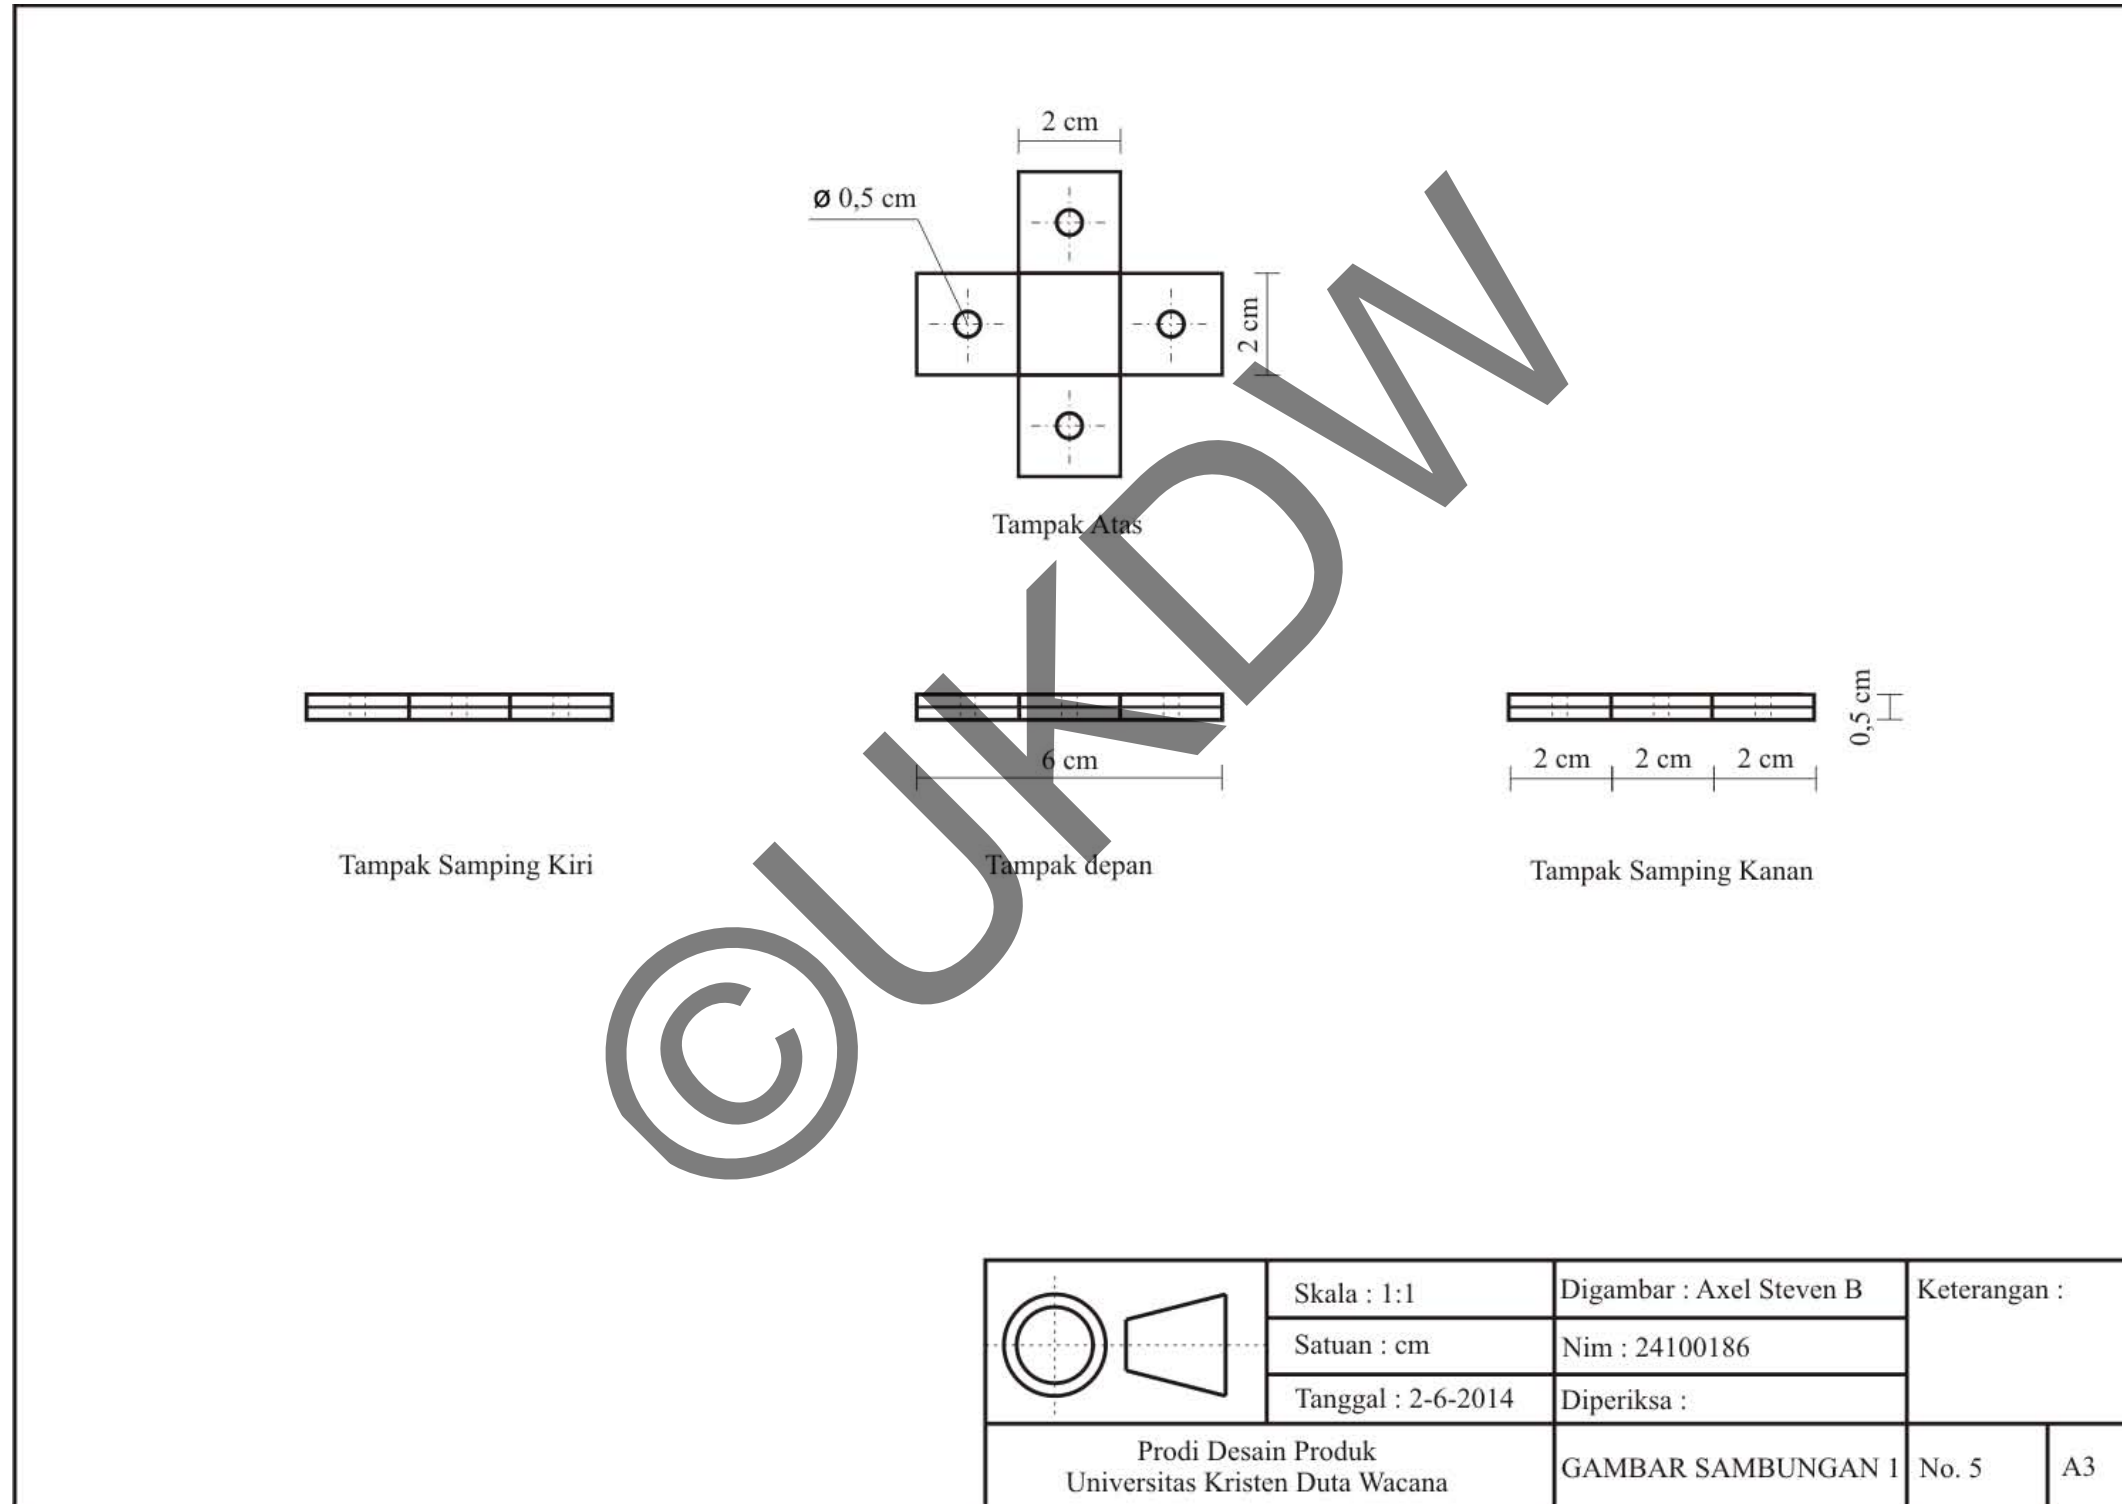 2 cm
ø 0,5 cm
2 cm
Tampak Atas
6 cm
2 cm 2 cm 2 cm
0,5 cm
Tampak Samping Kiri
Tampak depan
Tampak Samping Kanan
©UKDW
Skala : 1:1
Digambar : Axel Steven B
Keterangan :
Satuan : cm
Nim : 24100186
Tanggal : 2-6-2014
Diperiksa :
Prodi Desain Produk
Universitas Kristen Duta Wacana
GAMBAR SAMBUNGAN 1
No. 5
A3